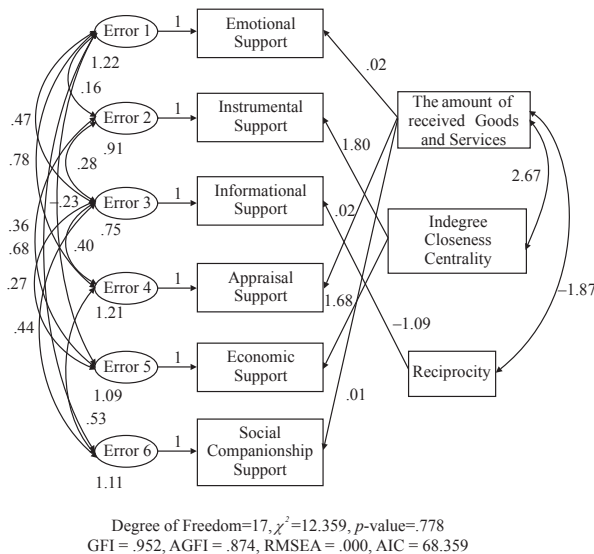 Error 1
1
Emotional
Support
1.22
.16
.02
Error 2
1
Instrumental
Support
The amount of
received Goods
and Services
.47
.91
1.80
.78
.28
2.67
Error 3
1
Informational
Support
−.23
.75
.02
Indegree
Closeness
Centrality
.36
.40
.68
.27
Error 4
1
Appraisal
Support
1.21
1.68
−1.87
.44
−1.09
Error 5
1
Economic
Support
Reciprocity
1.09
.01
.53
Error 6
1
Social
Companionship
Support
1.11
Degree of Freedom=17, χ²=12.359, p-value=.778
GFI = .952, AGFI = .874, RMSEA = .000, AIC = 68.359